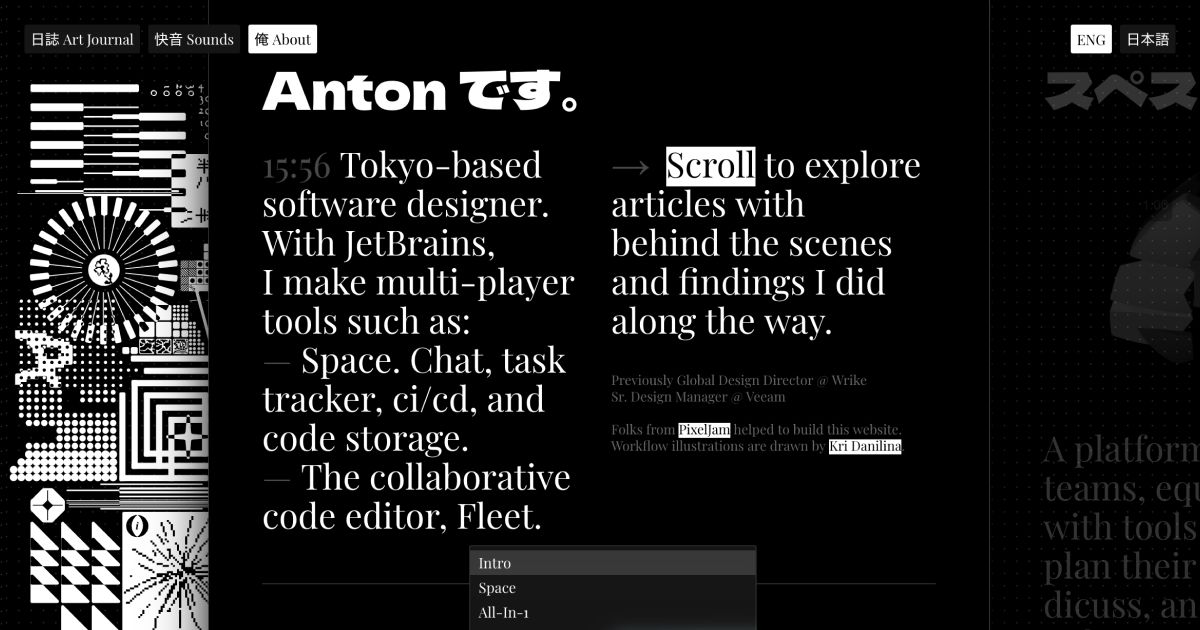 日誌 Art Journal
快音 Sounds
俺 About
ENG
日本語
Anton です。
スペス
15:56 Tokyo-based
software designer.
With JetBrains,
I make multi-player
tools such as:
— Space. Chat, task
tracker, ci/cd, and
code storage.
— The collaborative
code editor, Fleet.
→ Scroll to explore
articles with
behind the scenes
and findings I did
along the way.
Previously Global Design Director @ Wrike
Sr. Design Manager @ Veeam
Folks from PixelJam helped to build this website.
Workflow illustrations are drawn by Kri Danilina.
A platform
teams, equ
with tools
plan their
dicuss, an
Intro
Space
All-In-1